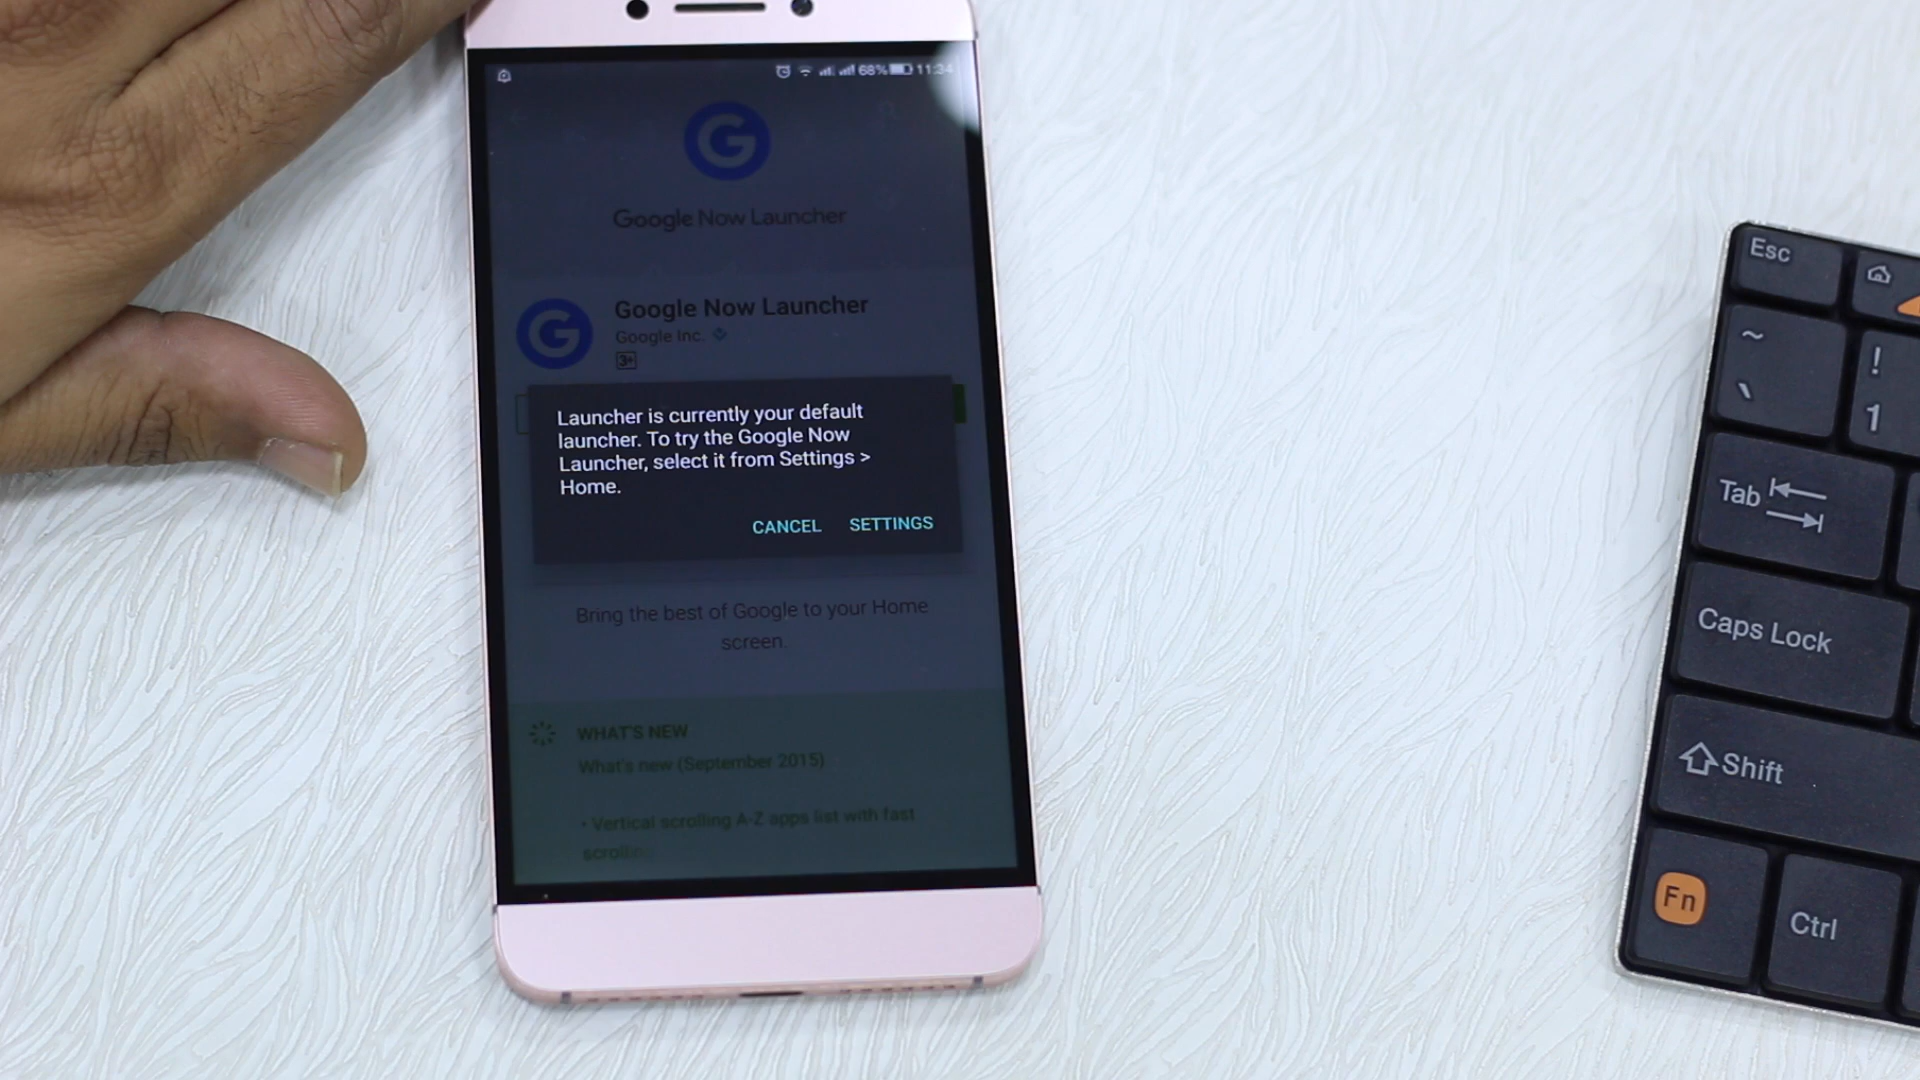 68% 11:34
Google Now Launcher
Google Now Launcher
Google Inc.
3+
Launcher is currently your default
launcher. To try the Google Now
Launcher, select it from Settings >
Home.
CANCEL SETTINGS
Bring the best of Google to your Home
screen.
WHAT'S NEW
What's new (September 2015)
• Vertical scrolling A-Z apps list with fast
scrolling
Esc
~
`
!
1
Tab
Caps Lock
Shift
Fn
Ctrl